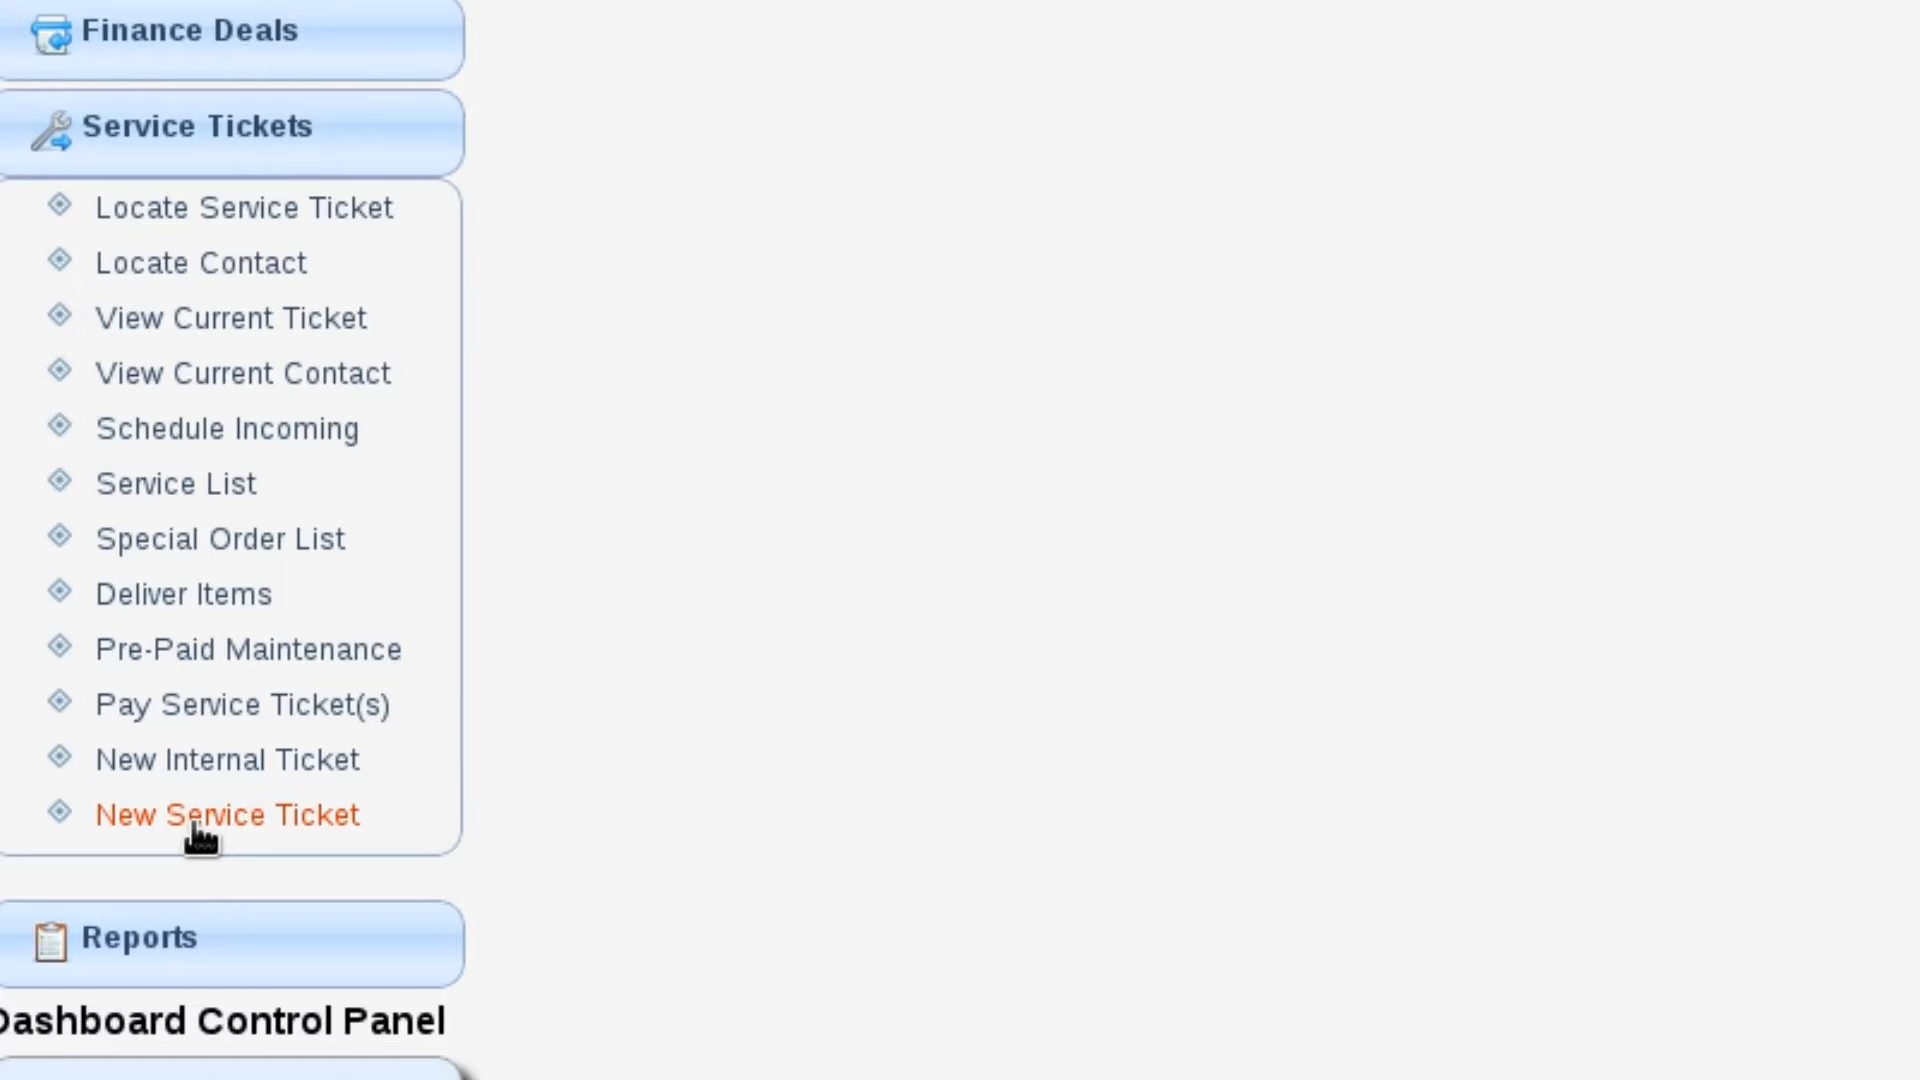 Finance Deals
Service Tickets
Locate Service Ticket
Locate Contact
View Current Ticket
View Current Contact
Schedule Incoming
Service List
Special Order List
Deliver Items
Pre-Paid Maintenance
Pay Service Ticket(s)
New Internal Ticket
New Service Ticket
Reports
Dashboard Control Panel